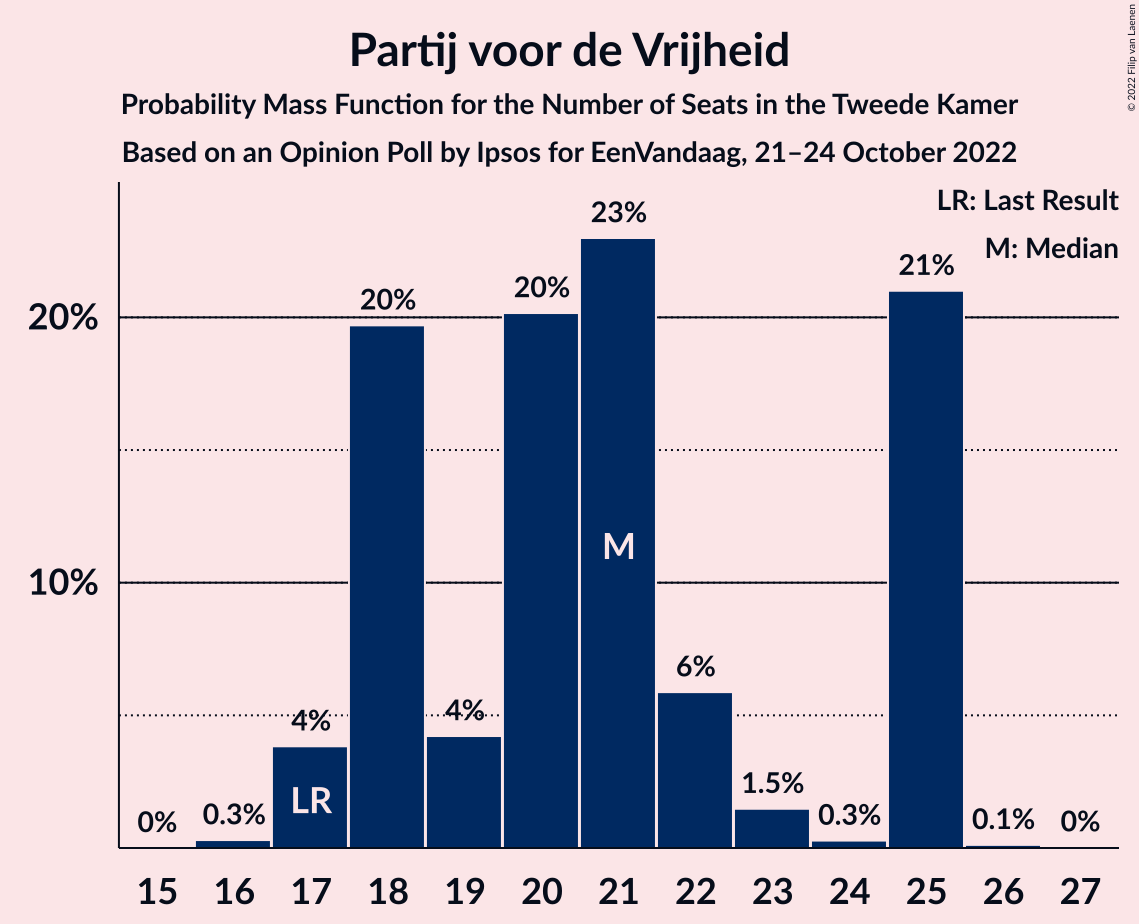 Partij voor de Vrijheid
Probability Mass Function for the Number of Seats in the Tweede Kamer
Based on an Opinion Poll by Ipsos for EenVandaag, 21–24 October 2022
© 2022 Filip van Laenen
LR: Last Result
M: Median
20%
10%
0%
0.3%
4%
20%
4%
20%
23%
6%
1.5%
0.3%
21%
0.1%
0%
LR
M
15 16 17 18 19 20 21 22 23 24 25 26 27